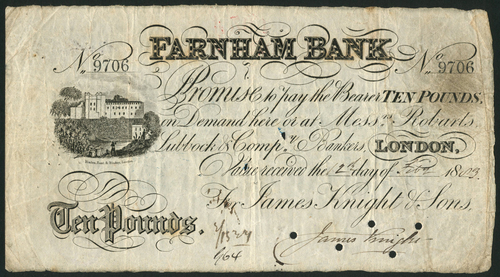 FARNHAM BANK
No 9706 No 9706
Promise to pay the Bearer TEN POUNDS,
on Demand here or at Messrs Roberts
Lubbock & Compy Bankers, LONDON,
Value received the 2d day of 1803
For James Knight & Sons.
Ten Pounds.
James Knight